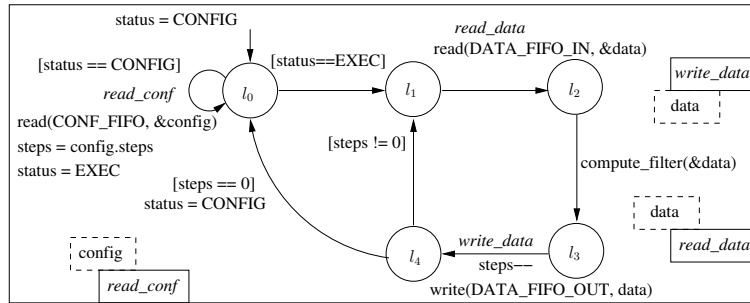 status = CONFIG
[status == CONFIG]
read_conf
read(CONF_FIFO, &config)
steps = config.steps
status = EXEC
l0
[status==EXEC]
l1
read_data
read(DATA_FIFO_IN, &data)
l2
write_data
data
[steps != 0]
compute_filter(&data)
[steps == 0]
status = CONFIG
l4
write_data
steps−−
write(DATA_FIFO_OUT, data)
l3
data
read_data
config
read_conf